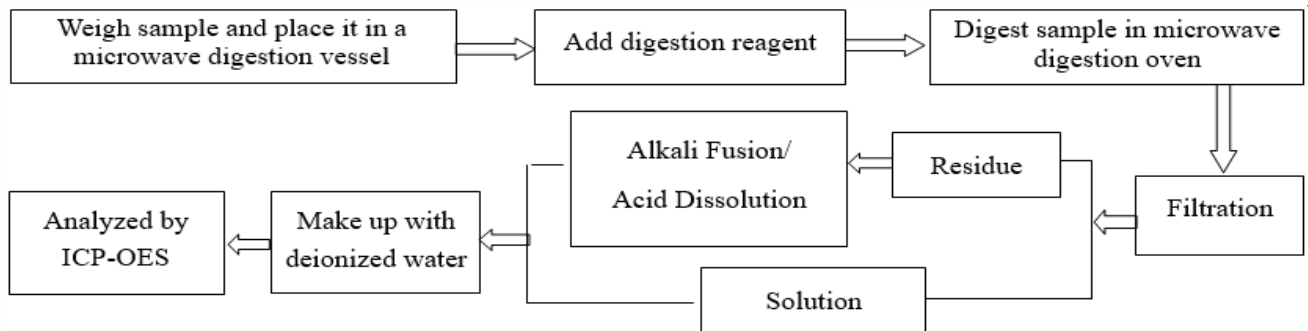 Weigh sample and place it in a
microwave digestion vessel
Add digestion reagent
Digest sample in microwave
digestion oven
Filtration
Residue
Alkali Fusion/
Acid Dissolution
Solution
Make up with
deionized water
Analyzed by
ICP-OES